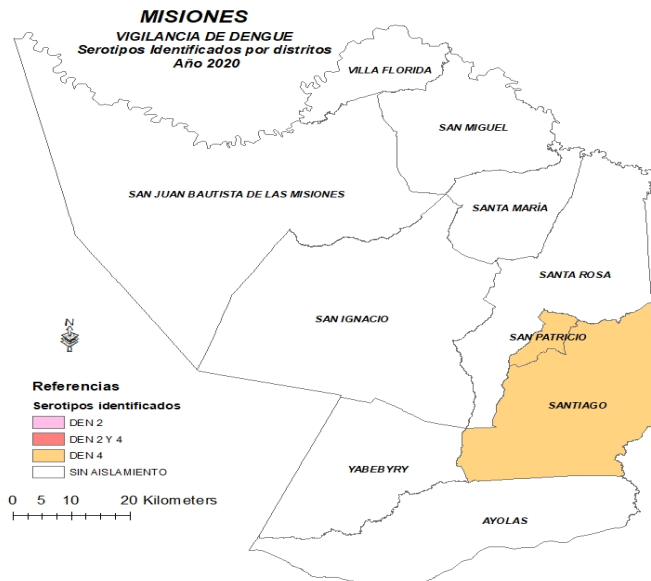 MISIONES
VIGILANCIA DE DENGUE
Serotipos Identificados por distritos
Año 2020
VILLA FLORIDA
SAN MIGUEL
SAN JUAN BAUTISTA DE LAS MISIONES
SANTA MARÍA
SANTA ROSA
SAN IGNACIO
SAN PATRICIO
SANTIAGO
YABEBYRY
AYOLAS
N
Referencias
Serotipos identificados
DEN 2
DEN 2 Y 4
DEN 4
SIN AISLAMIENTO
0 5 10 20 Kilometers